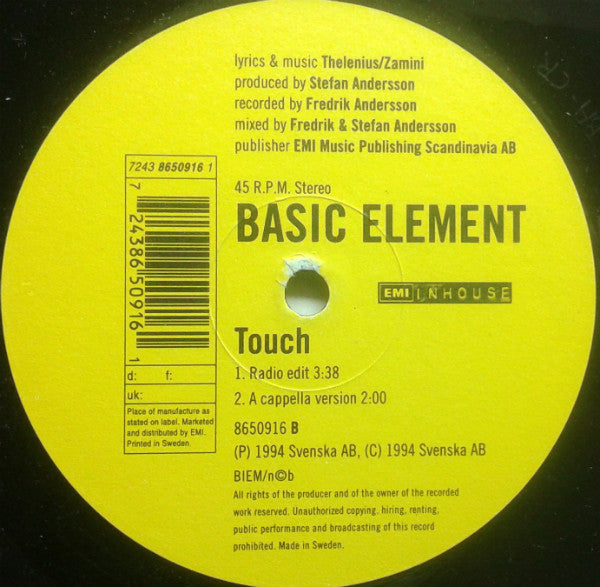 lyrics & music Thelenius/Zamini
produced by Stefan Andersson
recorded by Fredrik Andersson
mixed by Fredrik & Stefan Andersson
publisher EMI Music Publishing Scandinavia AB
7243 8650916 1
7 24386 50916 1
d: f:
uk:
Place of manufacture as
stated on label. Marketed
and distributed by EMI.
Printed in Sweden.
45 R.P.M. Stereo
BASIC ELEMENT
EMI INHOUSE
Touch
1. Radio edit 3:38
2. A cappella version 2:00
8650916 B
(P) 1994 Svenska AB, (C) 1994 Svenska AB
BIEM/n©b
All rights of the producer and of the owner of the recorded
work reserved. Unauthorized copying, hiring, renting,
public performance and broadcasting of this record
prohibited. Made in Sweden.